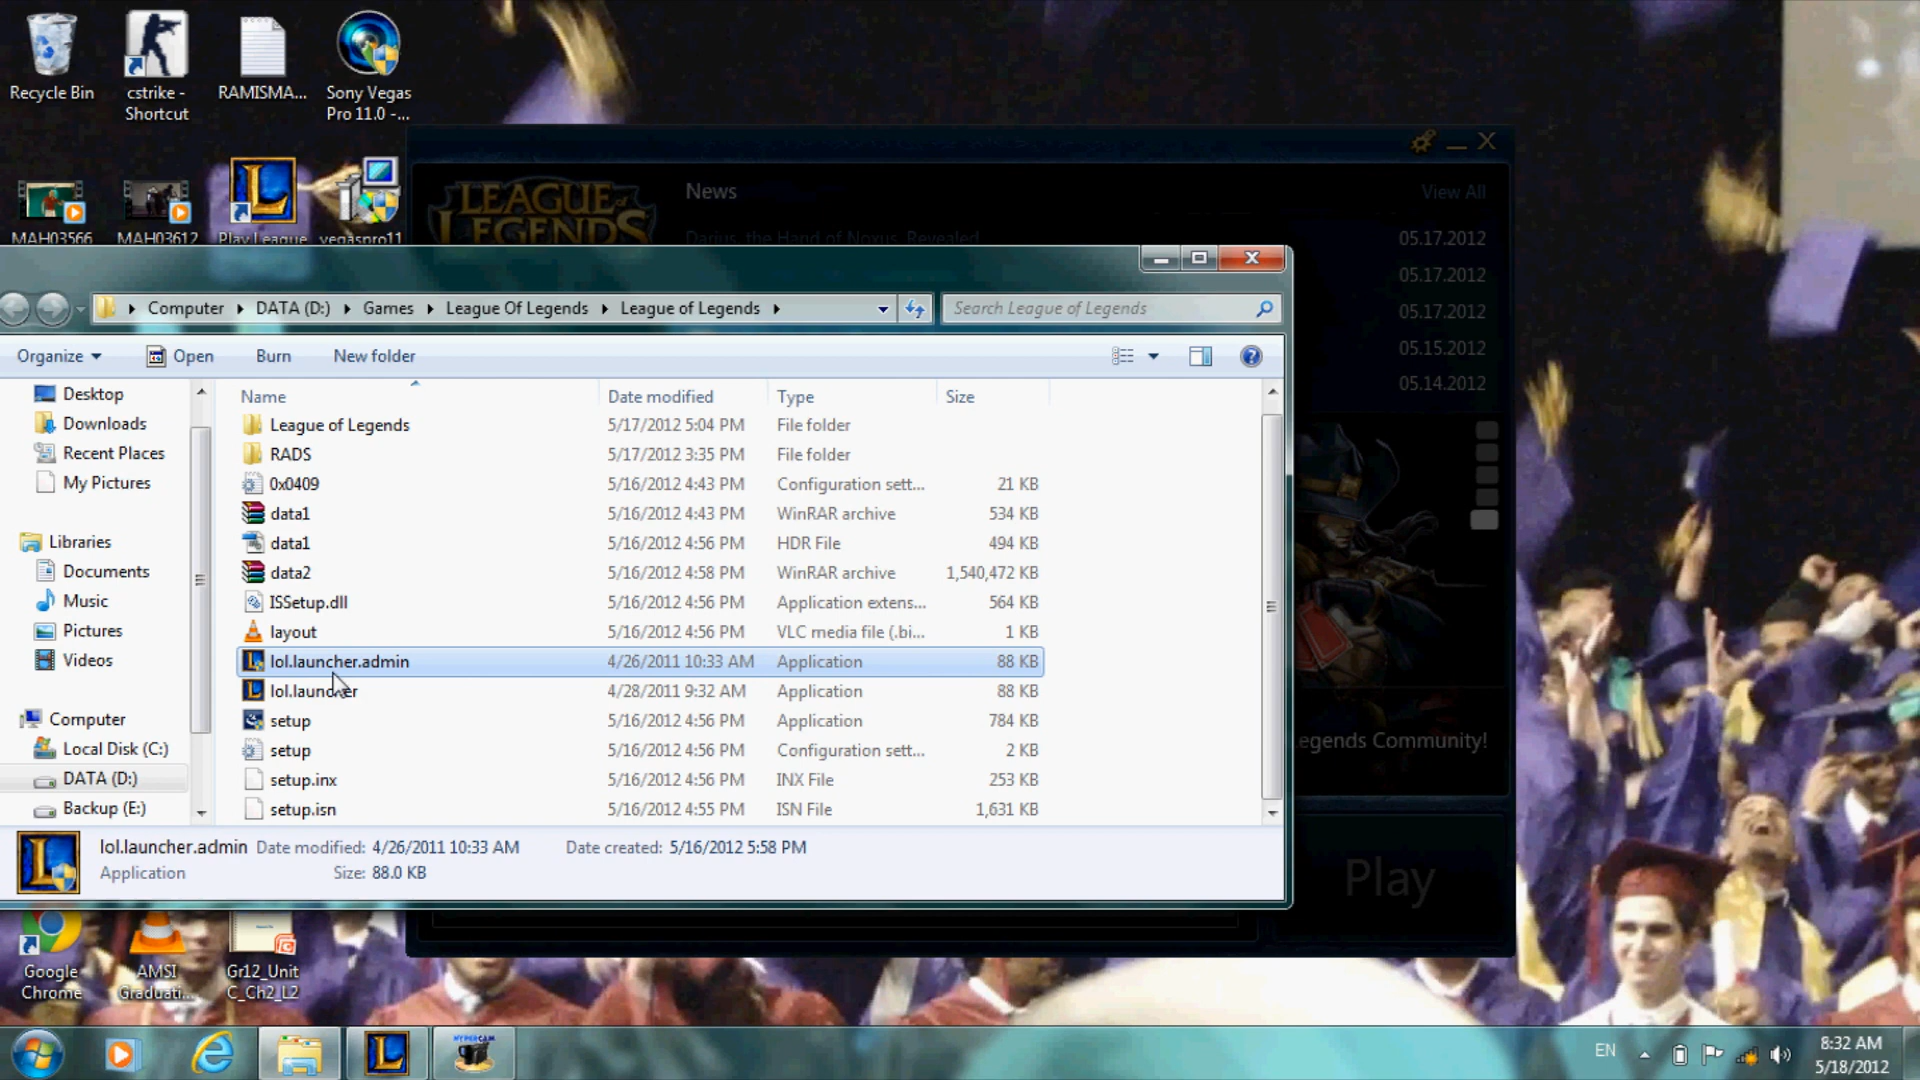 Recycle Bin
cstrike -
Shortcut
RAMISMA...
Sony Vegas
Pro 11.0 -...
MAH03566
MAH03612
Play League
vegaspro11
LEAGUE of
LEGENDS
News
View All
Darius, the Hand of Noxus, Revealed
05.17.2012
05.17.2012
05.17.2012
05.15.2012
05.14.2012
Computer
DATA (D:)
Games
League Of Legends
League of Legends
Search League of Legends
Organize
Open
Burn
New folder
Desktop
Downloads
Recent Places
My Pictures
Libraries
Documents
Music
Pictures
Videos
Computer
Local Disk (C:)
DATA (D:)
Backup (E:)
Name Date modified Type Size
League of Legends 5/17/2012 5:04 PM File folder
RADS 5/17/2012 3:35 PM File folder
0x0409 5/16/2012 4:43 PM Configuration sett... 21 KB
data1 5/16/2012 4:43 PM WinRAR archive 534 KB
data1 5/16/2012 4:56 PM HDR File 494 KB
data2 5/16/2012 4:58 PM WinRAR archive 1,540,472 KB
ISSetup.dll 5/16/2012 4:56 PM Application extens... 564 KB
layout 5/16/2012 4:56 PM VLC media file (.bi... 1 KB
lol.launcher.admin 4/26/2011 10:33 AM Application 88 KB
lol.launcher 4/28/2011 9:32 AM Application 88 KB
setup 5/16/2012 4:56 PM Application 784 KB
setup 5/16/2012 4:56 PM Configuration sett... 2 KB
setup.inx 5/16/2012 4:56 PM INX File 253 KB
setup.isn 5/16/2012 4:55 PM ISN File 1,631 KB
egends Community!
lol.launcher.admin Date modified: 4/26/2011 10:33 AM Date created: 5/16/2012 5:58 PM
Application Size: 88.0 KB
Play
Google
Chrome
AMSI
Graduati...
Gr12_Unit
C_Ch2_L2
HYPERCAM
EN
8:32 AM
5/18/2012